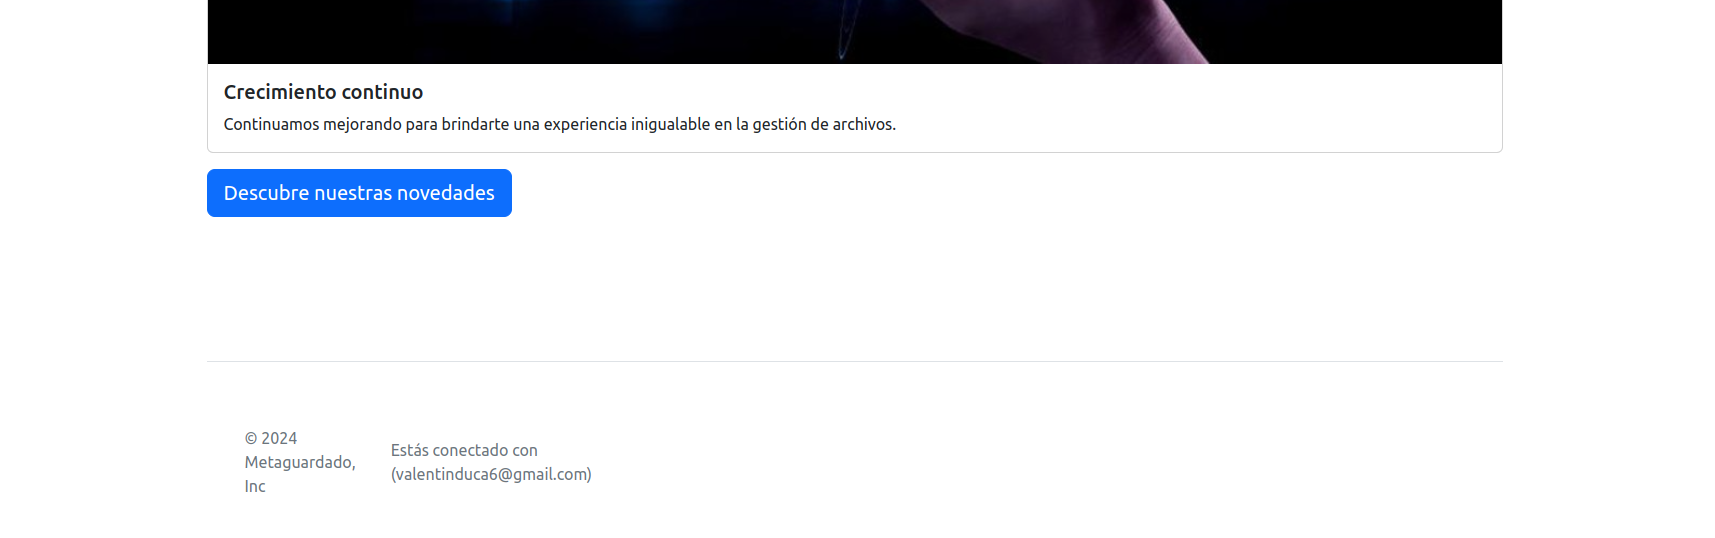 Crecimiento continuo
Continuamos mejorando para brindarte una experiencia inigualable en la gestión de archivos.
Descubre nuestras novedades
© 2024
Metaguardado,
Inc
Estás conectado con
(valentinduca6@gmail.com)